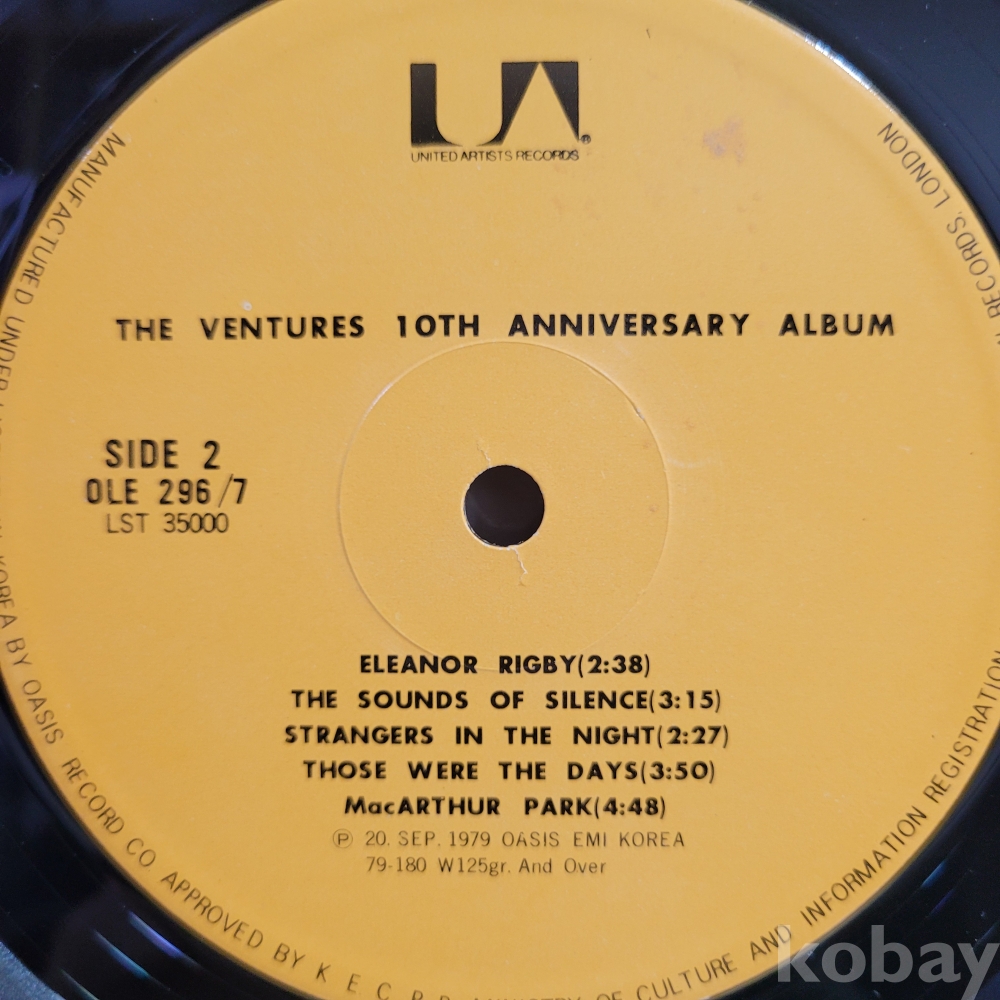 UA
UNITED ARTISTS RECORDS ®
THE VENTURES 10TH ANNIVERSARY ALBUM
SIDE 2
OLE 296/7
LST 35000
ELEANOR RIGBY(2:38)
THE SOUNDS OF SILENCE(3:15)
STRANGERS IN THE NIGHT(2:27)
THOSE WERE THE DAYS(3:50)
MacARTHUR PARK(4:48)
Ⓟ 20. SEP. 1979 OASIS EMI KOREA
79-180 W125gr. And Over
MANUFACTURED UNDER KOREA BY OASIS RECORD CO APPROVED BY K E C MINISTRY OF CULTURE AND INFORMATION REGISTRATION
RECORDS, LONDON
kobay